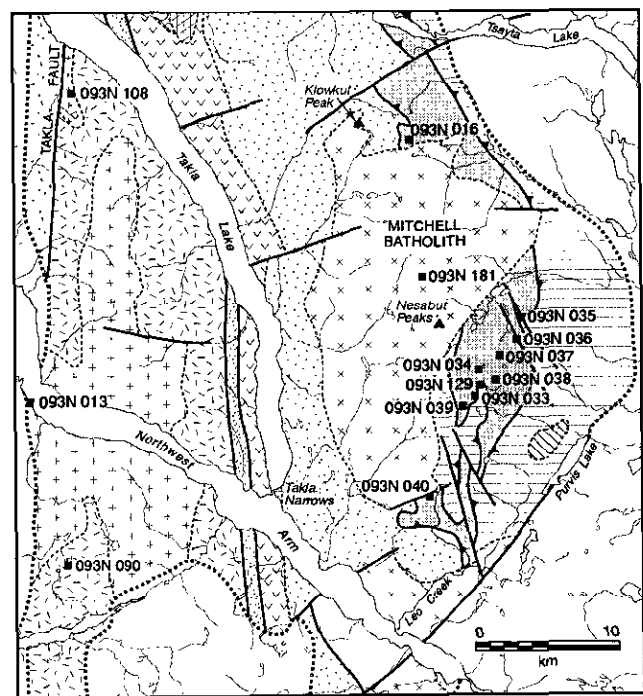 Tsayta Lake
Klowkut
Peak
093N 108
TAKLA FAULT
093N 016
Takla
Lake
MITCHELL
BATHOLITH
093N 181
Nesabut
Peaks
093N 035
093N 036
093N 037
093N 034
093N 038
093N 129
093N 033
093N 039
093N 013
Northwest
Arm
Takla
Narrows
093N 040
Purvis Lake
093N 090
Leo Creek
0 10
km